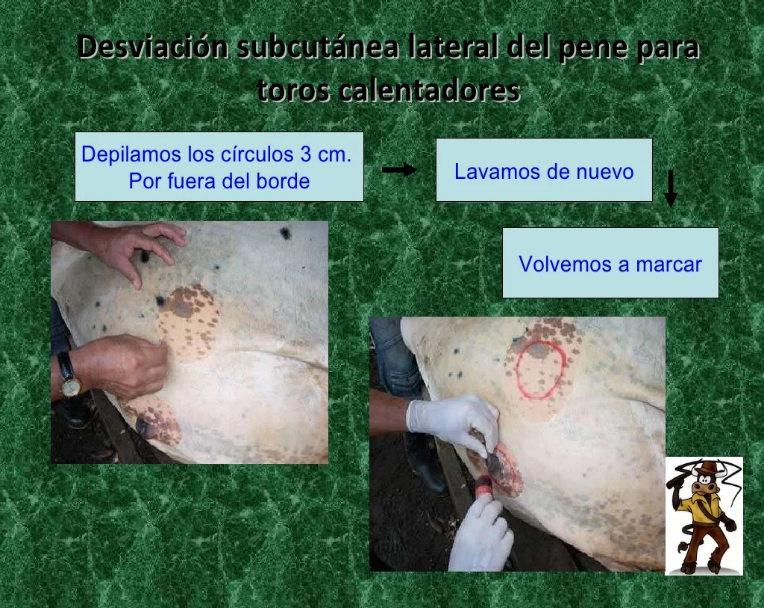 Desviación subcutánea lateral del pene para
toros calentadores
Depilamos los círculos 3 cm.
Por fuera del borde
Lavamos de nuevo
Volvemos a marcar